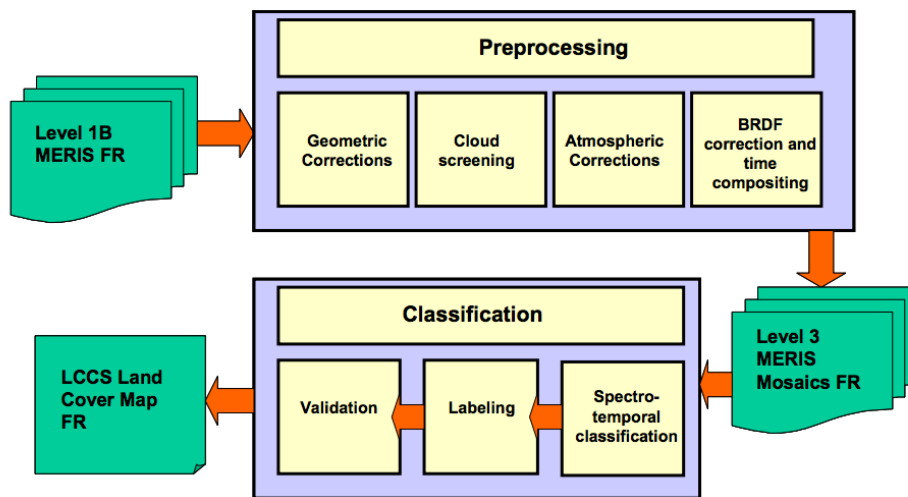 Preprocessing
Level 1B
MERIS FR
Geometric
Corrections
Cloud
screening
Atmospheric
Corrections
BRDF
correction and
time
compositing
Level 3
MERIS
Mosaics FR
Classification
Spectro-
temporal
classification
Labeling
Validation
LCCS Land
Cover Map
FR